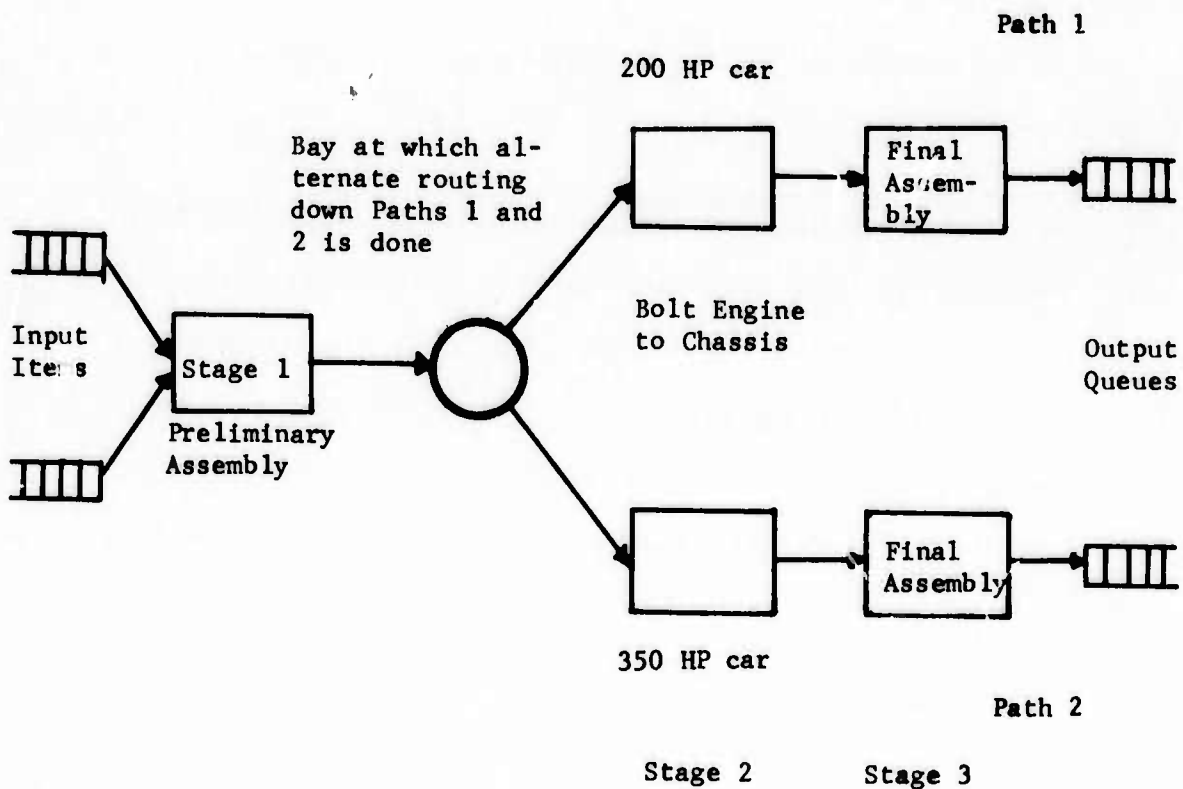 Path 1
200 HP car
Bay at which al-
ternate routing
down Paths 1 and
2 is done
Final
Assem-
bly
Input
Items
Stage 1
Preliminary
Assembly
Bolt Engine
to Chassis
Output
Queues
Final
Assembly
350 HP car
Path 2
Stage 2
Stage 3